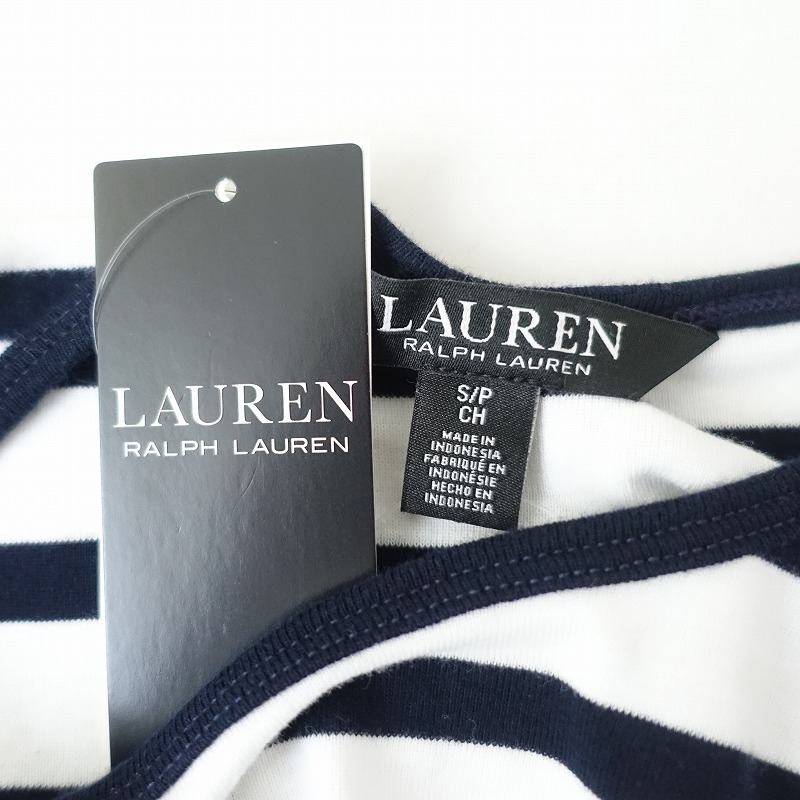 LAUREN
RALPH LAUREN
LAUREN
RALPH LAUREN
S/P
CH
MADE IN
INDONESIA
FABRIQUÉ EN
INDONÉSIE
HECHO EN
INDONESIA